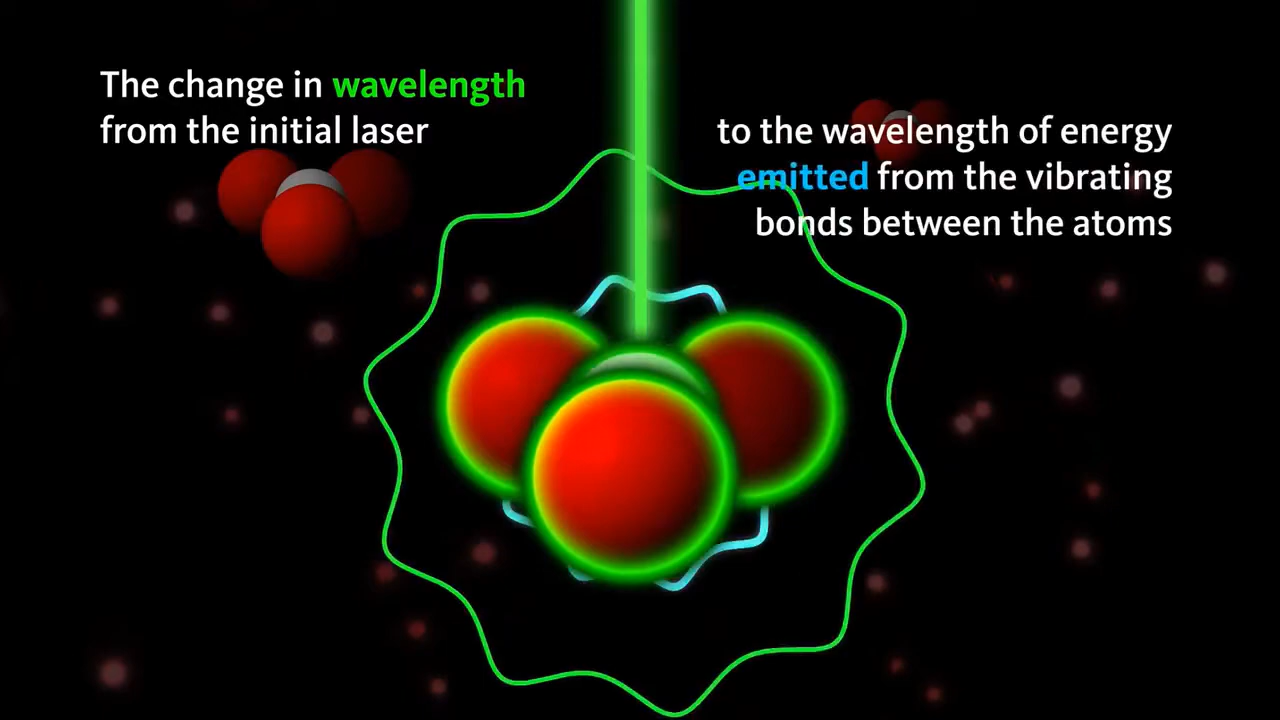 The change in wavelength
from the initial laser
to the wavelength of energy
emitted from the vibrating
bonds between the atoms